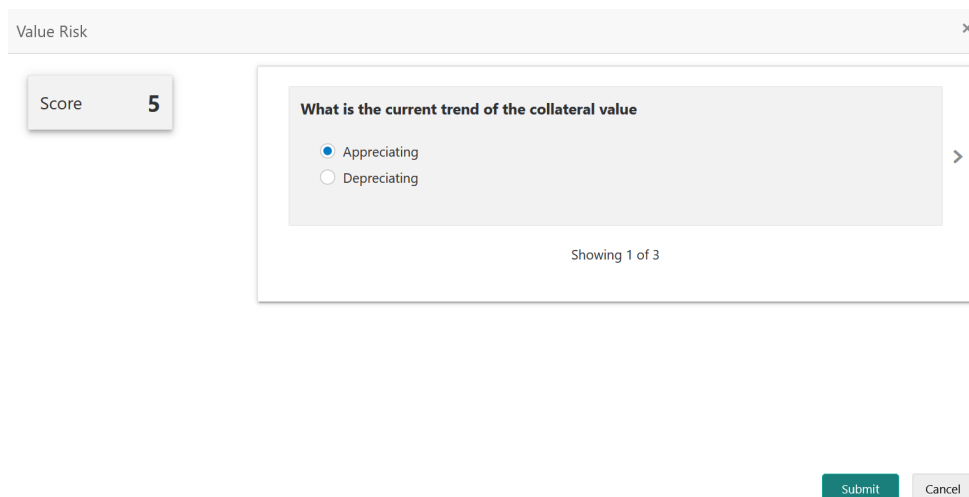 Value Risk
Score 5
What is the current trend of the collateral value
Appreciating
Depreciating
Showing 1 of 3
Submit
Cancel